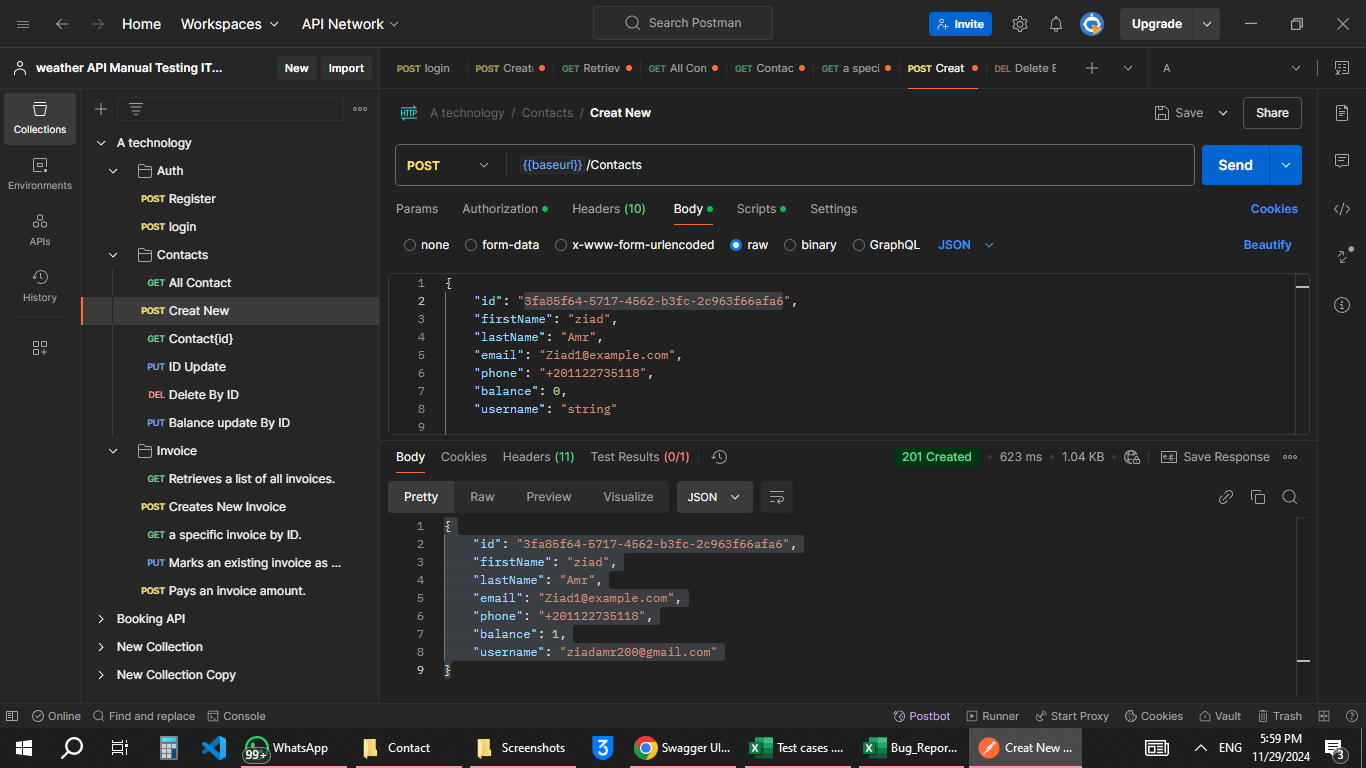 Home Workspaces API Network Search Postman Invite Upgrade
weather API Manual Testing IT... New Import POST login POST Creat GET Retriev GET All Con GET Contac GET a speci POST Creat DEL Delete E A
Collections
Environments
APIs
History
A technology
Auth
POST Register
POST login
Contacts
GET All Contact
POST Creat New
GET Contact{id}
PUT ID Update
DEL Delete By ID
PUT Balance update By ID
Invoice
GET Retrieves a list of all invoices.
POST Creates New Invoice
GET a specific invoice by ID.
PUT Marks an existing invoice as ...
POST Pays an invoice amount.
Booking API
New Collection
New Collection Copy
HTTP A technology / Contacts / Creat New Save Share
POST {{baseurl}} /Contacts Send
Params Authorization Headers (10) Body Scripts Settings Cookies
none form-data x-www-form-urlencoded raw binary GraphQL JSON Beautify
1 {
2 "id": "3fa85f64-5717-4562-b3fc-2c963f66afa6",
3 "firstName": "ziad",
4 "lastName": "Amr",
5 "email": "Ziad1@example.com",
6 "phone": "+201122735118",
7 "balance": 0,
8 "username": "string"
9
Body Cookies Headers (11) Test Results (0/1) 201 Created 623 ms 1.04 KB e.g. Save Response
Pretty Raw Preview Visualize JSON
1 {
2 "id": "3fa85f64-5717-4562-b3fc-2c963f66afa6",
3 "firstName": "ziad",
4 "lastName": "Amr",
5 "email": "Ziad1@example.com",
6 "phone": "+201122735118",
7 "balance": 1,
8 "username": "ziadamr200@gmail.com"
9 }
Online Find and replace Console Postbot Runner Start Proxy Cookies Vault Trash
99+ WhatsApp Contact Screenshots Swagger UI... Test cases .... Bug_Repor... Creat New ... ENG 5:59 PM
11/29/2024 3